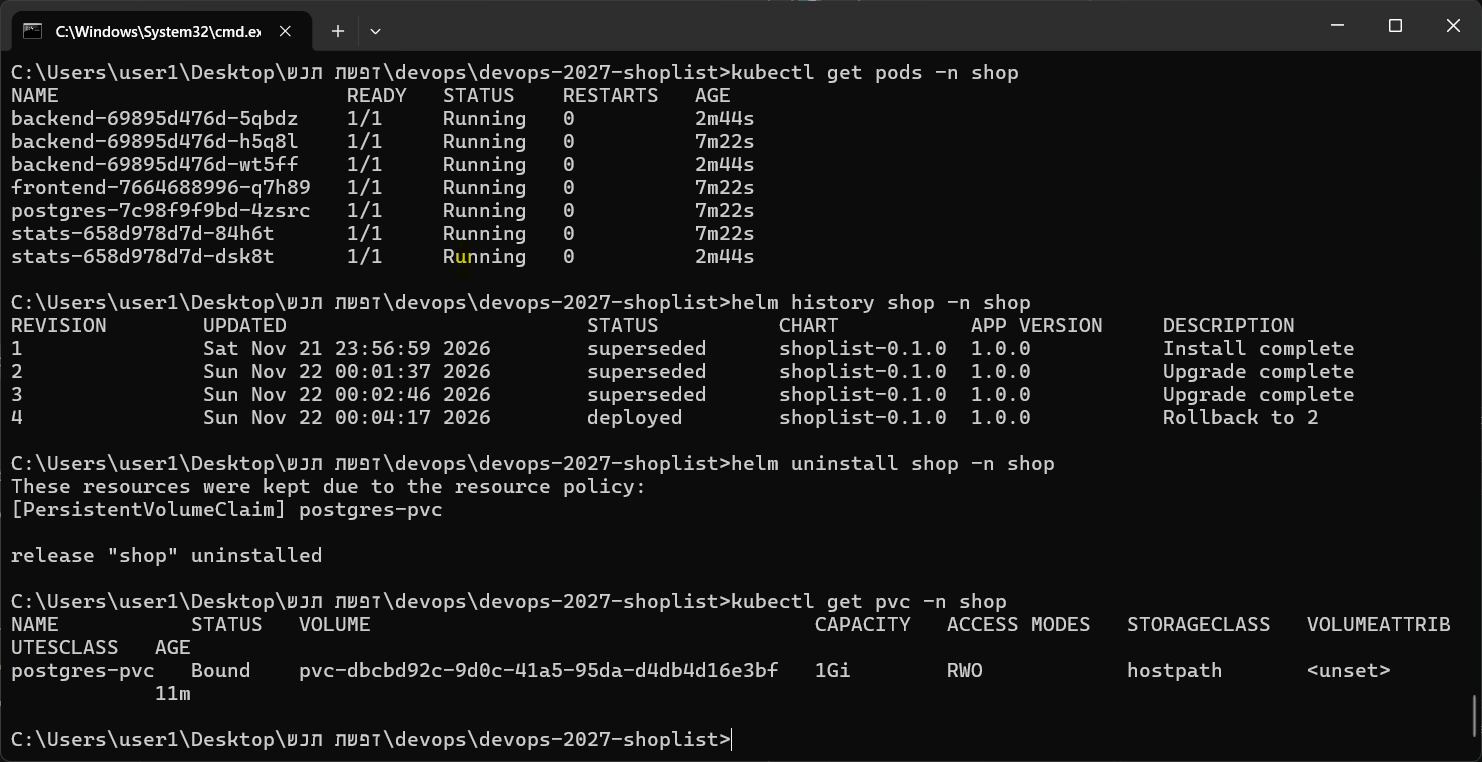 C:\Windows\System32\cmd.ex
C:\Users\user1\Desktop\שנת תשפז\devops\devops-2027-shoplist>kubectl get pods -n shop
NAME READY STATUS RESTARTS AGE
backend-69895d476d-5qbdz 1/1 Running 0 2m44s
backend-69895d476d-h5q8l 1/1 Running 0 7m22s
backend-69895d476d-wt5ff 1/1 Running 0 2m44s
frontend-7664688996-q7h89 1/1 Running 0 7m22s
postgres-7c98f9f9bd-4zsrc 1/1 Running 0 7m22s
stats-658d978d7d-84h6t 1/1 Running 0 7m22s
stats-658d978d7d-dsk8t 1/1 Running 0 2m44s
C:\Users\user1\Desktop\שנת תשפז\devops\devops-2027-shoplist>helm history shop -n shop
REVISION UPDATED STATUS CHART APP VERSION DESCRIPTION
1 Sat Nov 21 23:56:59 2026 superseded shoplist-0.1.0 1.0.0 Install complete
2 Sun Nov 22 00:01:37 2026 superseded shoplist-0.1.0 1.0.0 Upgrade complete
3 Sun Nov 22 00:02:46 2026 superseded shoplist-0.1.0 1.0.0 Upgrade complete
4 Sun Nov 22 00:04:17 2026 deployed shoplist-0.1.0 1.0.0 Rollback to 2
C:\Users\user1\Desktop\שנת תשפז\devops\devops-2027-shoplist>helm uninstall shop -n shop
These resources were kept due to the resource policy:
[PersistentVolumeClaim] postgres-pvc
release "shop" uninstalled
C:\Users\user1\Desktop\שנת תשפז\devops\devops-2027-shoplist>kubectl get pvc -n shop
NAME STATUS VOLUME CAPACITY ACCESS MODES STORAGECLASS VOLUMEATTRIB
UTESCLASS AGE
postgres-pvc Bound pvc-dbcbd92c-9d0c-41a5-95da-d4db4d16e3bf 1Gi RWO hostpath <unset>
11m
C:\Users\user1\Desktop\שנת תשפז\devops\devops-2027-shoplist>